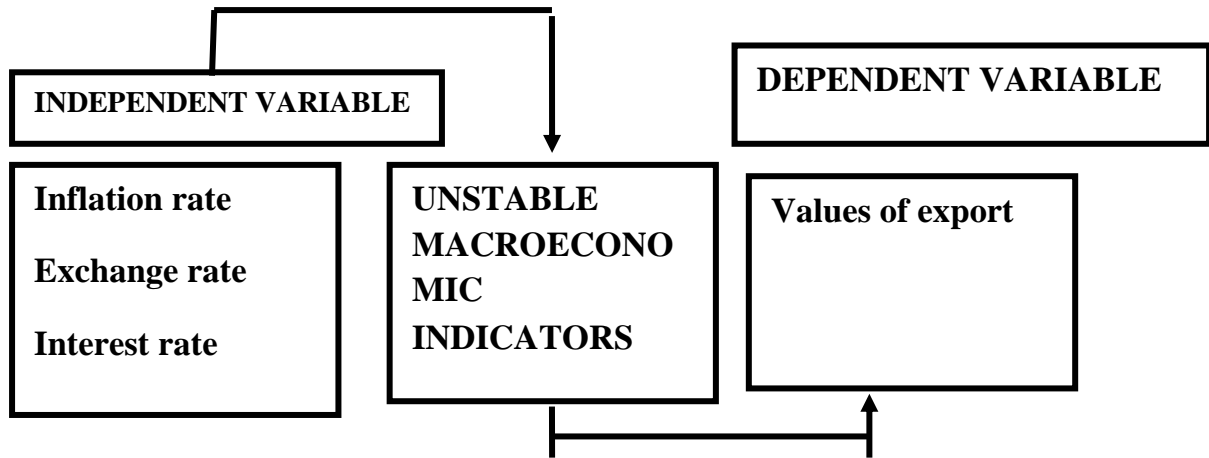 INDEPENDENT VARIABLE
DEPENDENT VARIABLE
Inflation rate
Exchange rate
Interest rate
UNSTABLE
MACROECONO
MIC
INDICATORS
Values of export